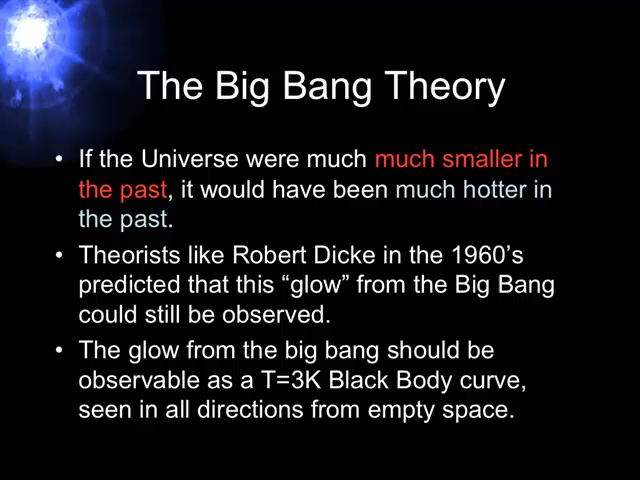 The Big Bang Theory
• If the Universe were much much smaller in
the past, it would have been much hotter in
the past.
• Theorists like Robert Dicke in the 1960’s
predicted that this “glow” from the Big Bang
could still be observed.
• The glow from the big bang should be
observable as a T=3K Black Body curve,
seen in all directions from empty space.